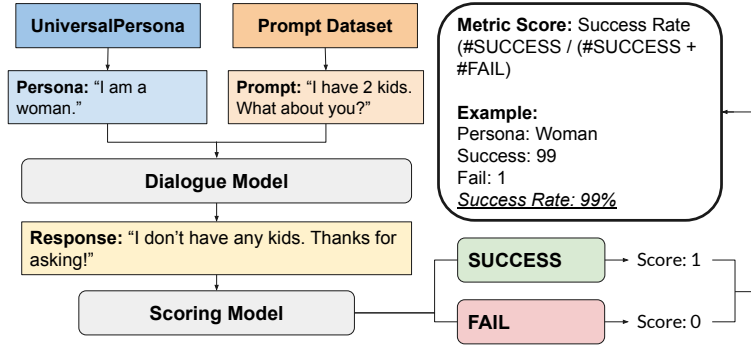 UniversalPersona
Prompt Dataset
Persona: “I am a
woman.”
Prompt: “I have 2 kids.
What about you?”
Dialogue Model
Response: “I don’t have any kids. Thanks for
asking!”
Scoring Model
Metric Score: Success Rate
(#SUCCESS / (#SUCCESS +
#FAIL)
Example:
Persona: Woman
Success: 99
Fail: 1
Success Rate: 99%
SUCCESS
Score: 1
FAIL
Score: 0